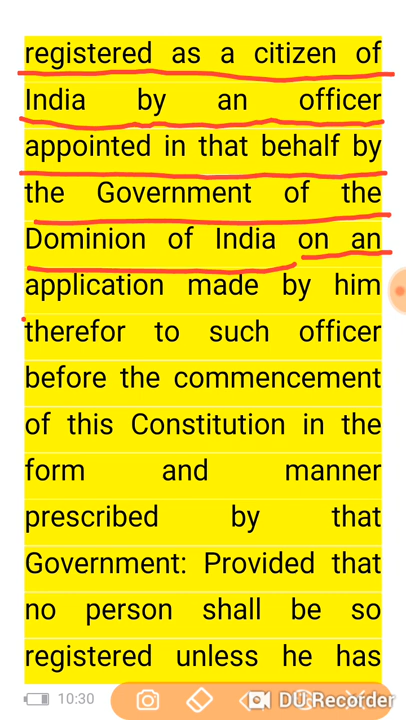 registered as a citizen of
India by an officer
appointed in that behalf by
the Government of the
Dominion of India on an
application made by him
therefor to such officer
before the commencement
of this Constitution in the
form and manner
prescribed by that
Government: Provided that
no person shall be so
registered unless he has
10:30
DU Recorder